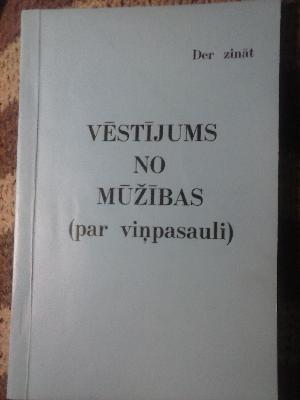 Der zināt
VĒSTĪJUMS
NO
MŪŽĪBAS
(par viņpasauli)